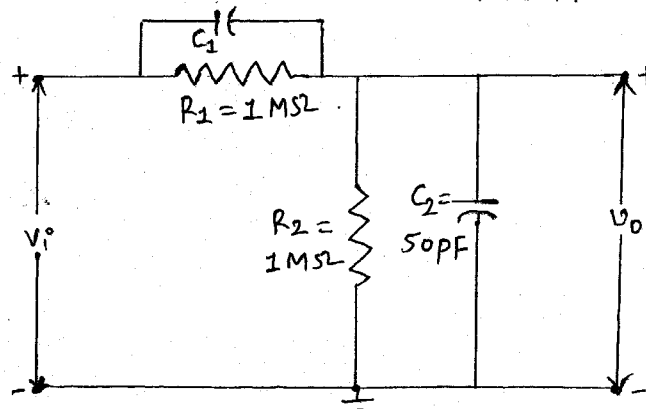 C1
+
+
R1 = 1 MΩ
R2 =
1 MΩ
C2 =
50pF
Vi
v0
-
-